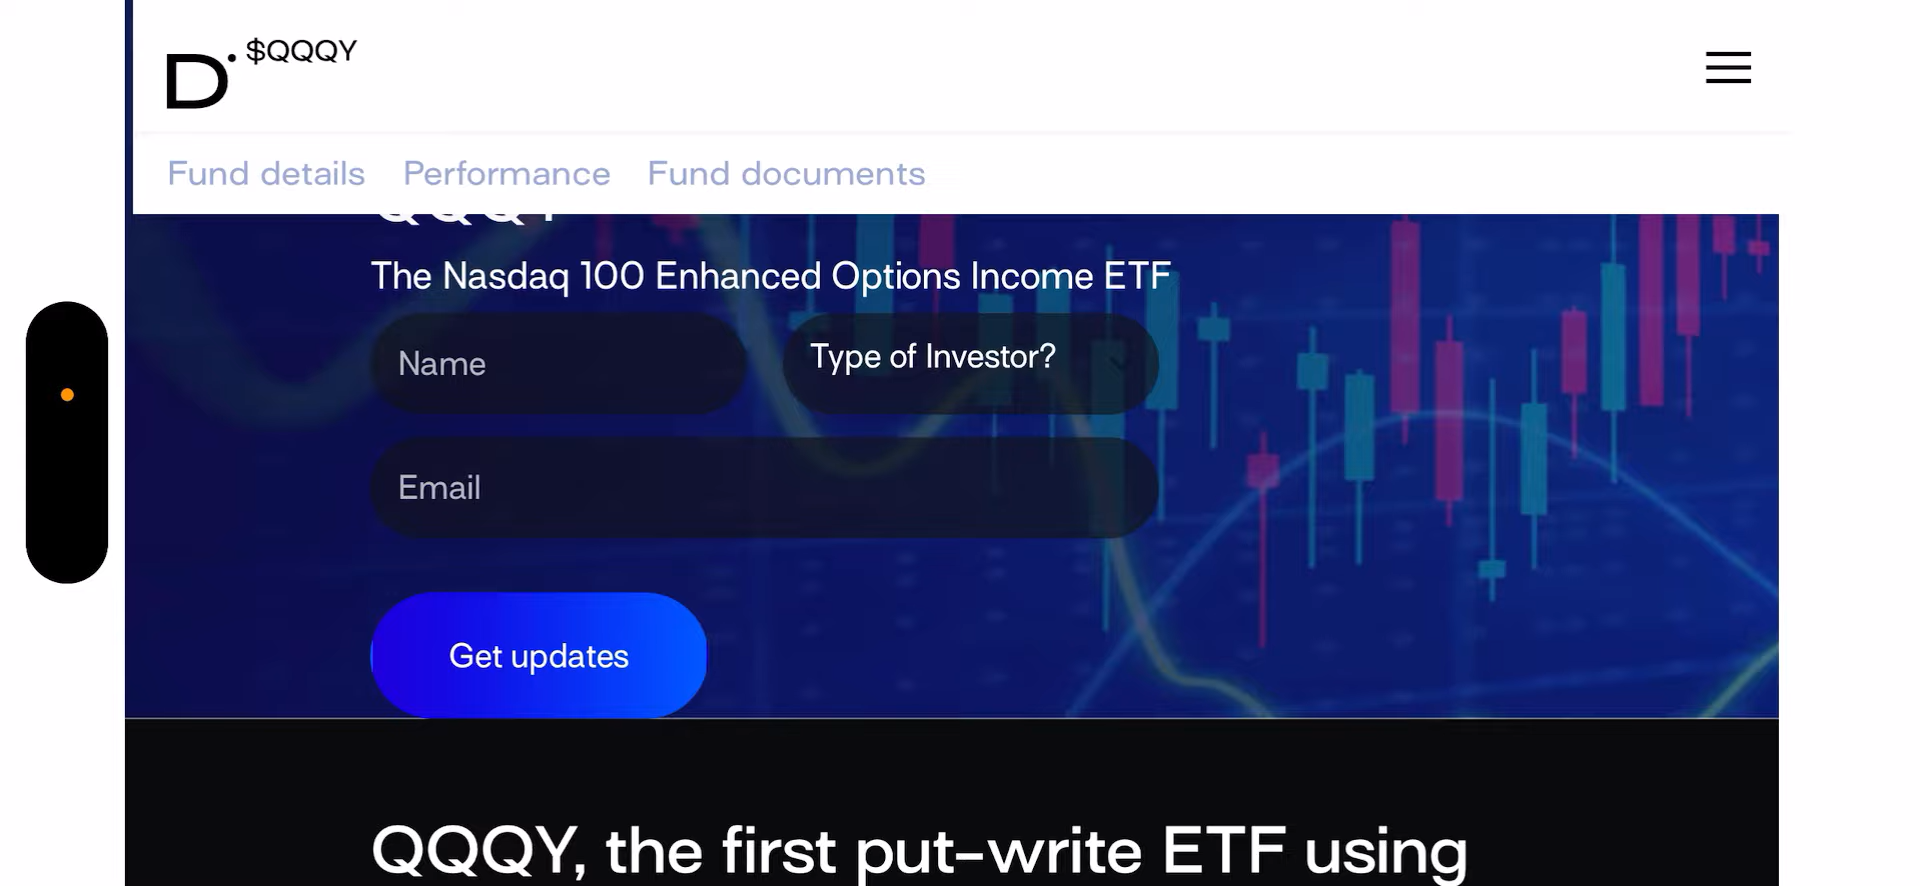 D
$QQQY
Fund details Performance Fund documents
QQQY
The Nasdaq 100 Enhanced Options Income ETF
Name
Type of Investor?
Email
Get updates
QQQY, the first put-write ETF using